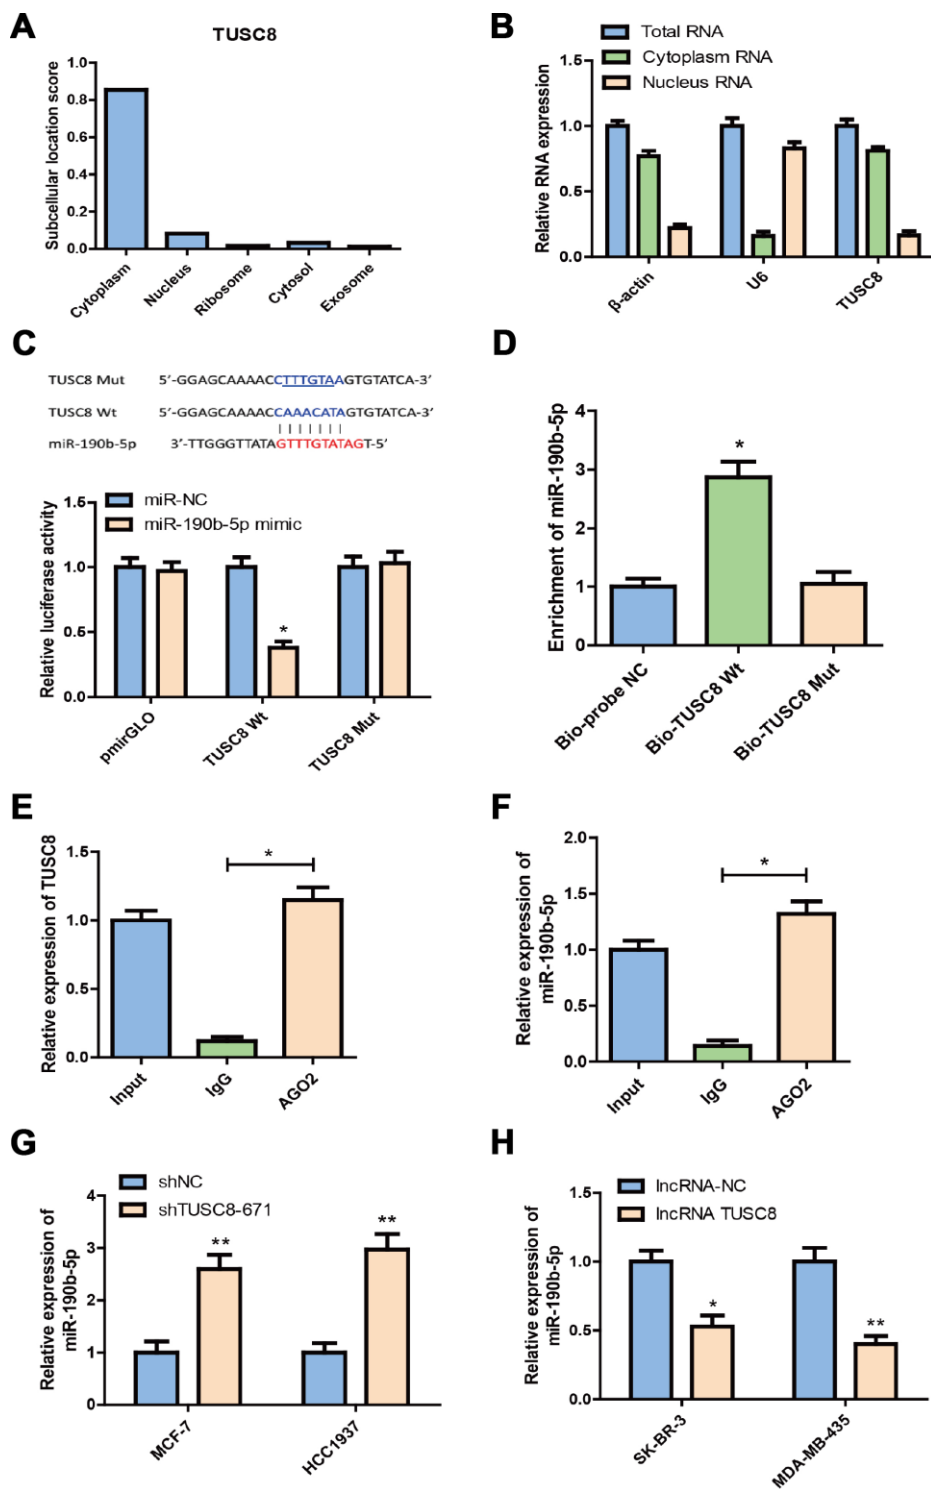 A
TUSC8
Subcellular location score
1.0
0.8
0.6
0.4
0.2
0.0
Cytoplasm
Nucleus
Ribosome
Cytosol
Exosome
B
Total RNA
Cytoplasm RNA
Nucleus RNA
Relative RNA expression
1.5
1.0
0.5
0.0
β-actin
U6
TUSC8
C
TUSC8 Mut 5′-GGAGCAAAACCTTTGTAAGTGTATCA-3′
TUSC8 Wt 5′-GGAGCAAAACCAAACATAGTGTATCA-3′
miR-190b-5p 3′-TTGGGTTATAGTTTGTATAGT-5′
miR-NC
miR-190b-5p mimic
Relative luciferase activity
1.5
1.0
0.5
0.0
*
pmirGLO
TUSC8 Wt
TUSC8 Mut
D
Enrichment of miR-190b-5p
4
3
2
1
0
*
Bio-probe NC
Bio-TUSC8 Wt
Bio-TUSC8 Mut
E
Relative expression of TUSC8
1.5
1.0
0.5
0.0
*
Input
IgG
AGO2
F
Relative expression of
miR-190b-5p
2.0
1.5
1.0
0.5
0.0
*
Input
IgG
AGO2
G
shNC
shTUSC8-671
Relative expression of
miR-190b-5p
4
3
2
1
0
**
**
MCF-7
HCC1937
H
lncRNA-NC
lncRNA TUSC8
Relative expression of
miR-190b-5p
1.5
1.0
0.5
0.0
*
**
SK-BR-3
MDA-MB-435